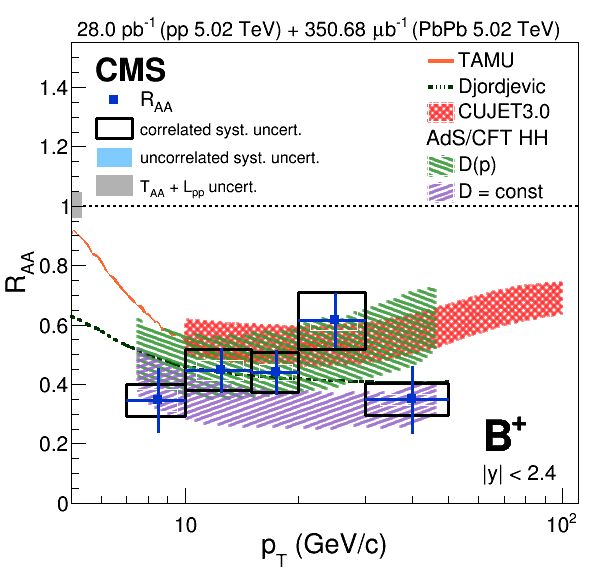 28.0 pb⁻¹ (pp 5.02 TeV) + 350.68 μb⁻¹ (PbPb 5.02 TeV)
CMS
R_AA
correlated syst. uncert.
uncorrelated syst. uncert.
T_AA + L_pp uncert.
TAMU
Djordjevic
CUJET3.0
AdS/CFT HH
D(p)
D = const
1.4
1.2
1
0.8
0.6
0.4
0.2
0
R_AA
B⁺
|y| < 2.4
10
10²
p_T (GeV/c)